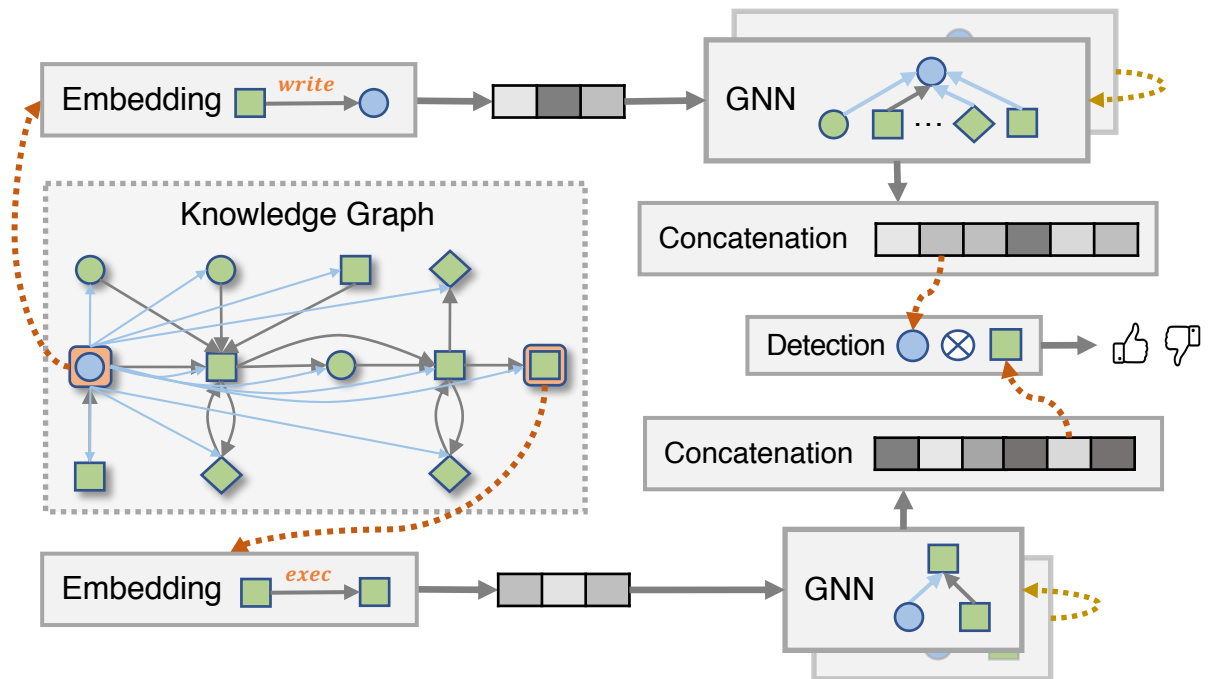 Embedding
write
GNN
...
Knowledge Graph
Concatenation
Detection
Concatenation
Embedding
exec
GNN